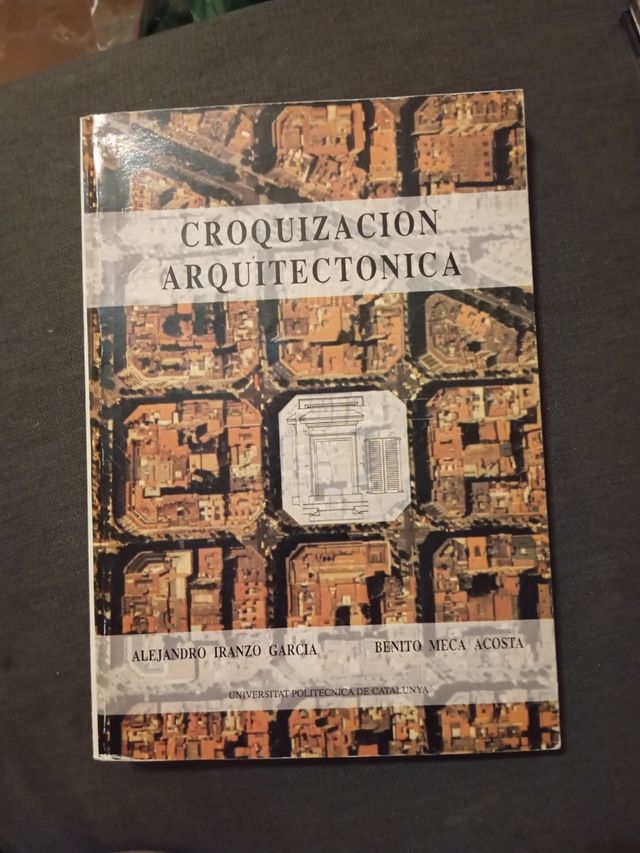 CROQUIZACION
ARQUITECTONICA
ALEJANDRO IRANZO GARCIA BENITO MECA ACOSTA
UNIVERSITAT POLITECNICA DE CATALUNYA